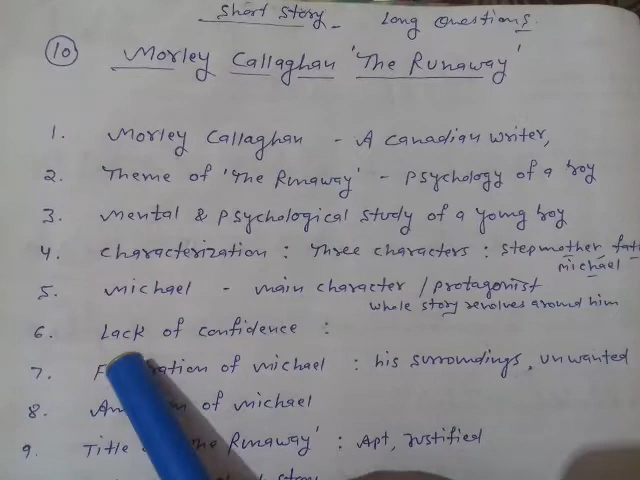 Short Story - Long Questions.
(10) Morley Callaghan 'The Runaway'
1. Morley Callaghan - A Canadian writer,
2. Theme of 'The Runaway' - Psychology of a boy
3. Mental & Psychological study of a young boy
4. Characterization : Three characters : Stepmother, fat
Michael
5. Michael - main character / protagonist
whole story revolves around him
6. Lack of confidence :
7. of Michael : his surroundings, unwanted
8. of Michael
9. Title Runaway' : Apt, Justified
story